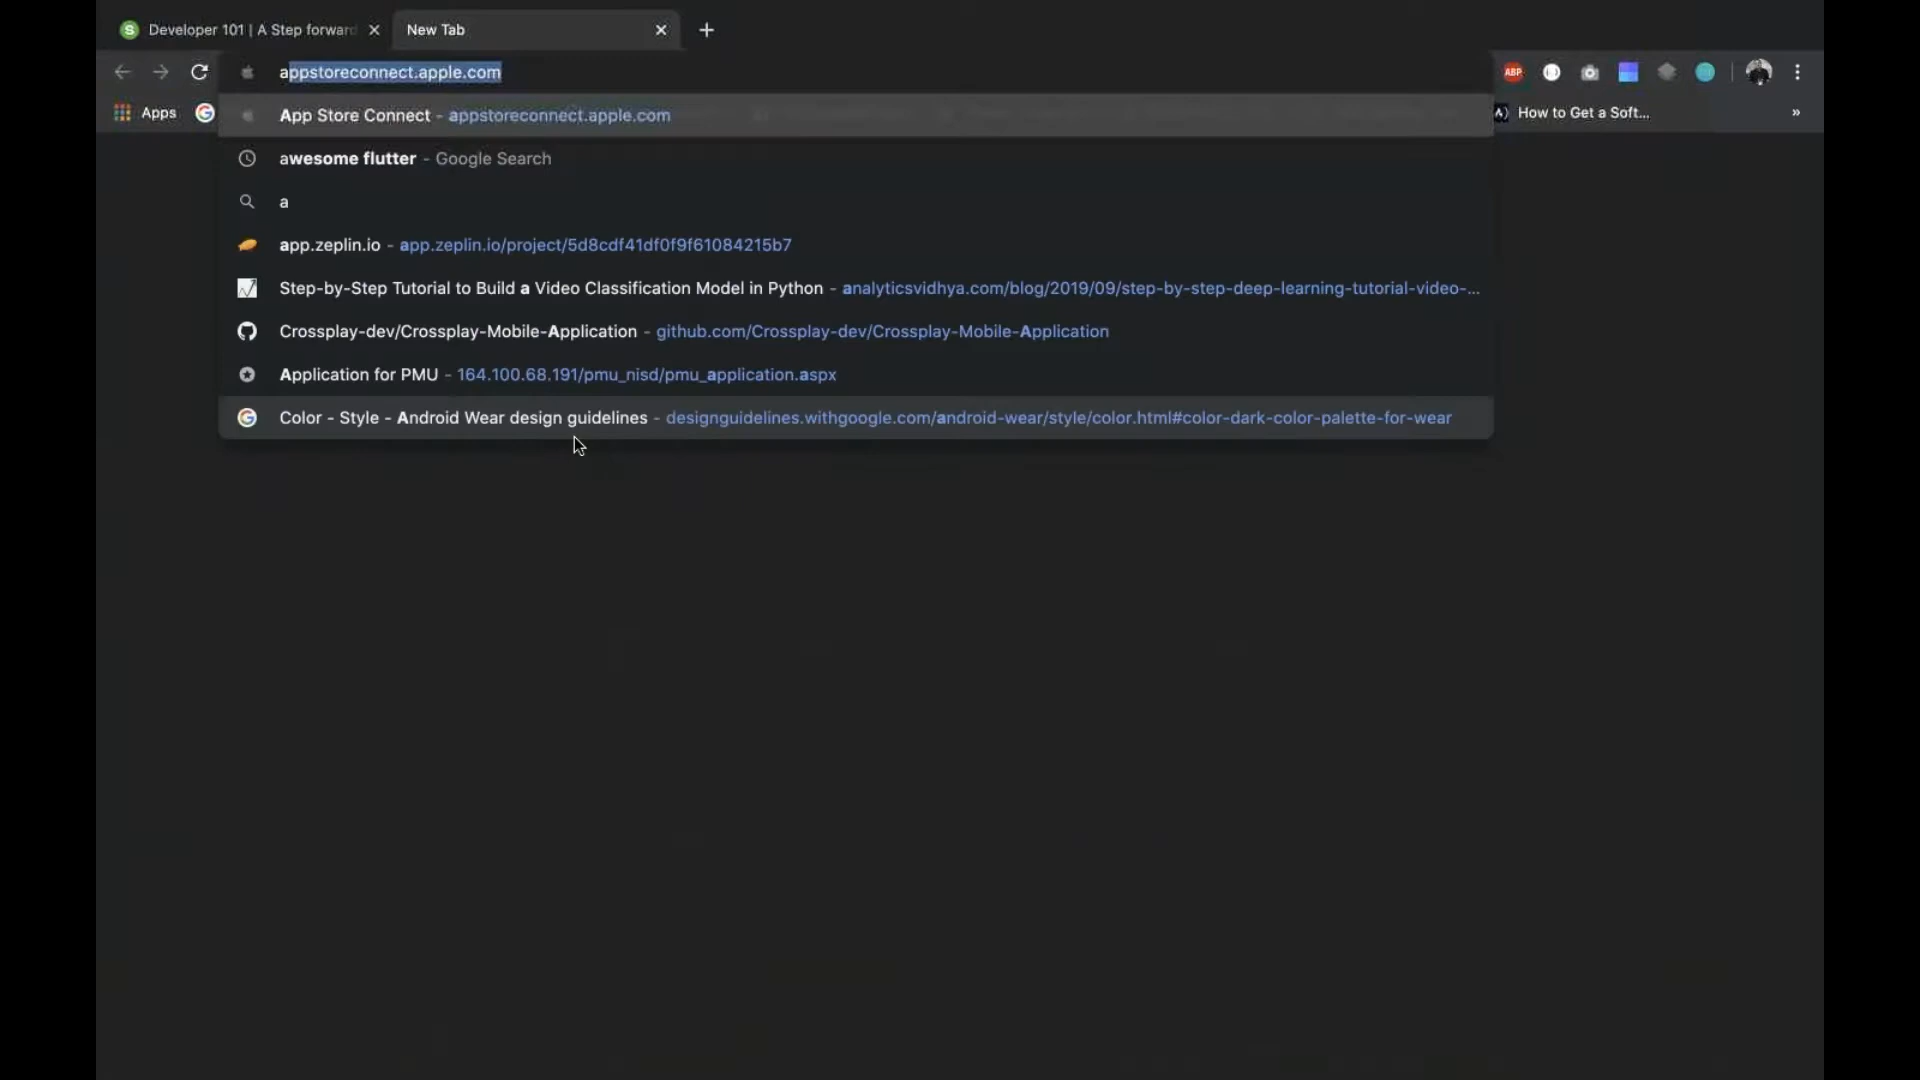 Developer 101 | A Step forward
New Tab
appstoreconnect.apple.com
ABP
Apps
How to Get a Soft...
»
App Store Connect - appstoreconnect.apple.com
awesome flutter - Google Search
a
app.zeplin.io - app.zeplin.io/project/5d8cdf41df0f9f61084215b7
Step-by-Step Tutorial to Build a Video Classification Model in Python - analyticsvidhya.com/blog/2019/09/step-by-step-deep-learning-tutorial-video-...
Crossplay-dev/Crossplay-Mobile-Application - github.com/Crossplay-dev/Crossplay-Mobile-Application
Application for PMU - 164.100.68.191/pmu_nisd/pmu_application.aspx
Color - Style - Android Wear design guidelines - designguidelines.withgoogle.com/android-wear/style/color.html#color-dark-color-palette-for-wear